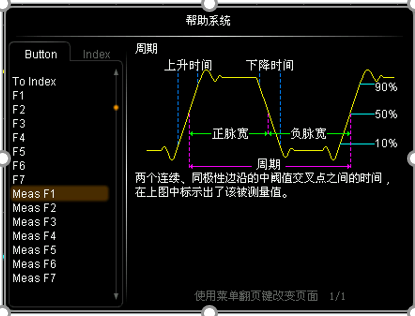 帮助系统
Button
Index
To Index
F1
F2
F3
F4
F5
F6
F7
Meas F1
Meas F2
Meas F3
Meas F4
Meas F5
Meas F6
Meas F7
周期
上升时间
下降时间
90%
50%
10%
正脉宽
负脉宽
周期
两个连续、同极性边沿的中阈值交叉点之间的时间，
在上图中标示出了该被测量值。
使用菜单翻页键改变页面 1/1